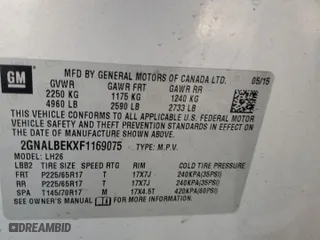 GM
MFD BY GENERAL MOTORS OF CANADA LTD. 05/15
GVWR GAWR FRT GAWR RR
2250 KG 1175 KG 1240 KG
4960 LB 2590 LB 2733 LB
THIS VEHICLE CONFORMS TO ALL APPLICABLE U.S. FEDERAL MOTOR
VEHICLE SAFETY AND THEFT PREVENTION STANDARDS IN EFFECT
ON THE DATE OF MANUFACTURE SHOWN ABOVE.
2GNALBEKXF1169075 TYPE: M.P.V.
MODEL: LH26
LBB2 TIRE SIZE SPEED RTG RIM COLD TIRE PRESSURE
FRT P225/65R17 T 17X7J 240KPA(35PSI)
RR P225/65R17 T 17X7J 240KPA(35PSI)
SPA T145/70R17 M 17X4.5T 420KPA(60PSI)
SEE OWNER'S MANUAL FOR ADDITIONAL INFORMATION.
© 2026 BIDFAX.INFO